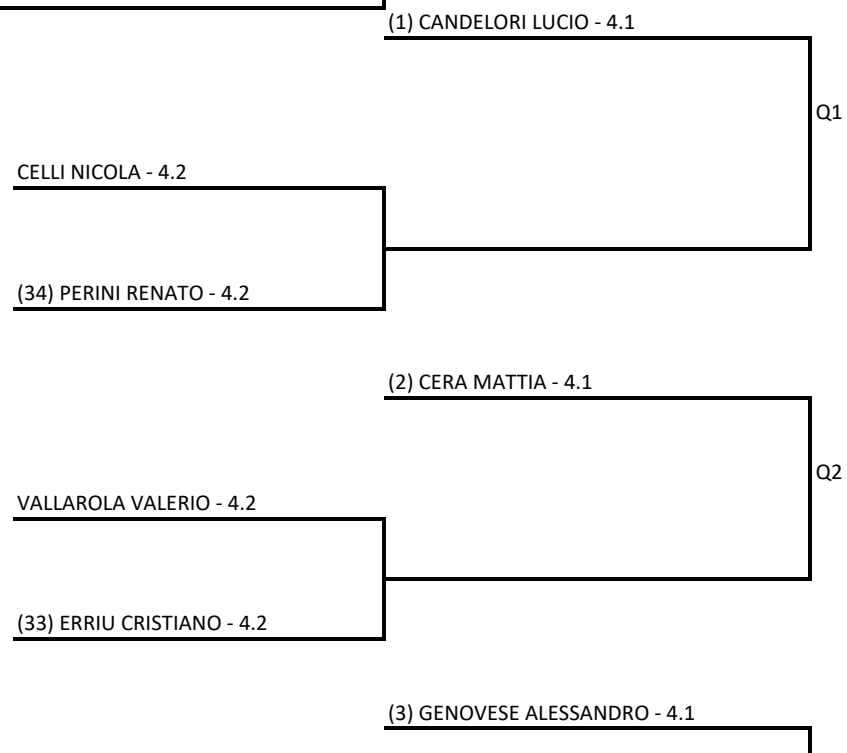 (1) CANDELORI LUCIO - 4.1
Q1
CELLI NICOLA - 4.2
(34) PERINI RENATO - 4.2
(2) CERA MATTIA - 4.1
Q2
VALLAROLA VALERIO - 4.2
(33) ERRIU CRISTIANO - 4.2
(3) GENOVESE ALESSANDRO - 4.1